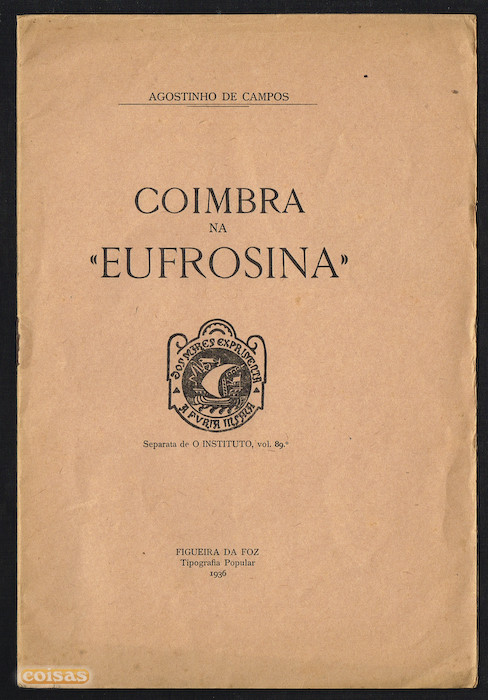 AGOSTINHO DE CAMPOS
COIMBRA
NA
«EUFROSINA»
DOS MARES EXPRIMENTA
A FVRIA INSANA
Separata de O INSTITUTO, vol. 89.º
FIGUEIRA DA FOZ
Tipografia Popular
1936
coisas